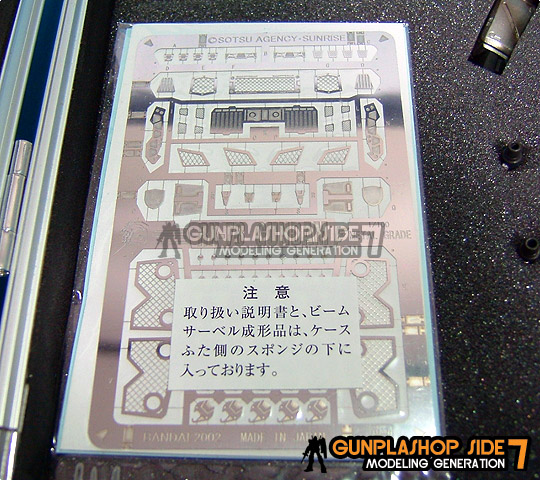 ©SOTSU AGENCY・SUNRISE
GUNPLASHOP SIDE 7
MODELING GENERATION
GRADE
注 意
取り扱い説明書と、ビーム
サーベル成形品は、ケース
ふた側のスポンジの下に
入っております。
BANDAI 2002 MADE IN JAPAN
GUNPLASHOP SIDE 7
MODELING GENERATION